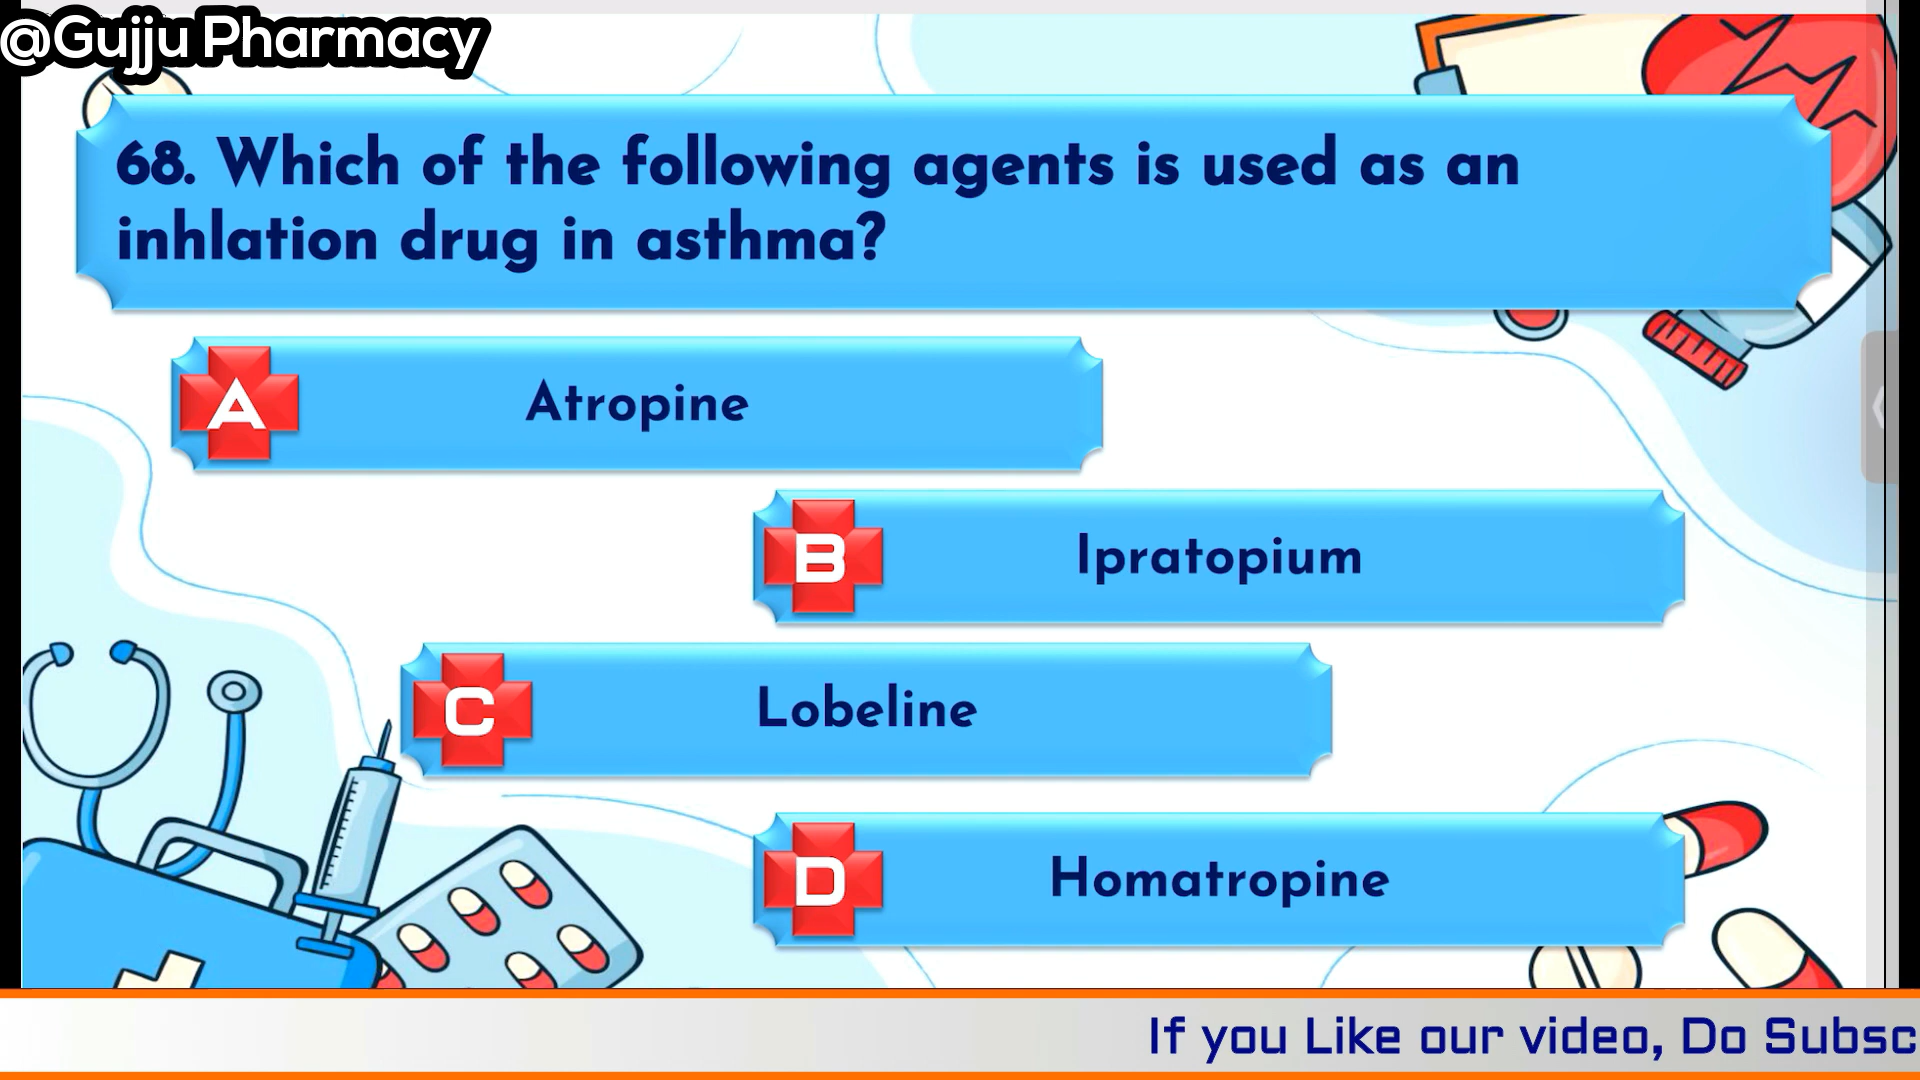 @Gujju Pharmacy
68. Which of the following agents is used as an
inhlation drug in asthma?
A Atropine
B Ipratopium
C Lobeline
D Homatropine
If you Like our video, Do Subsc